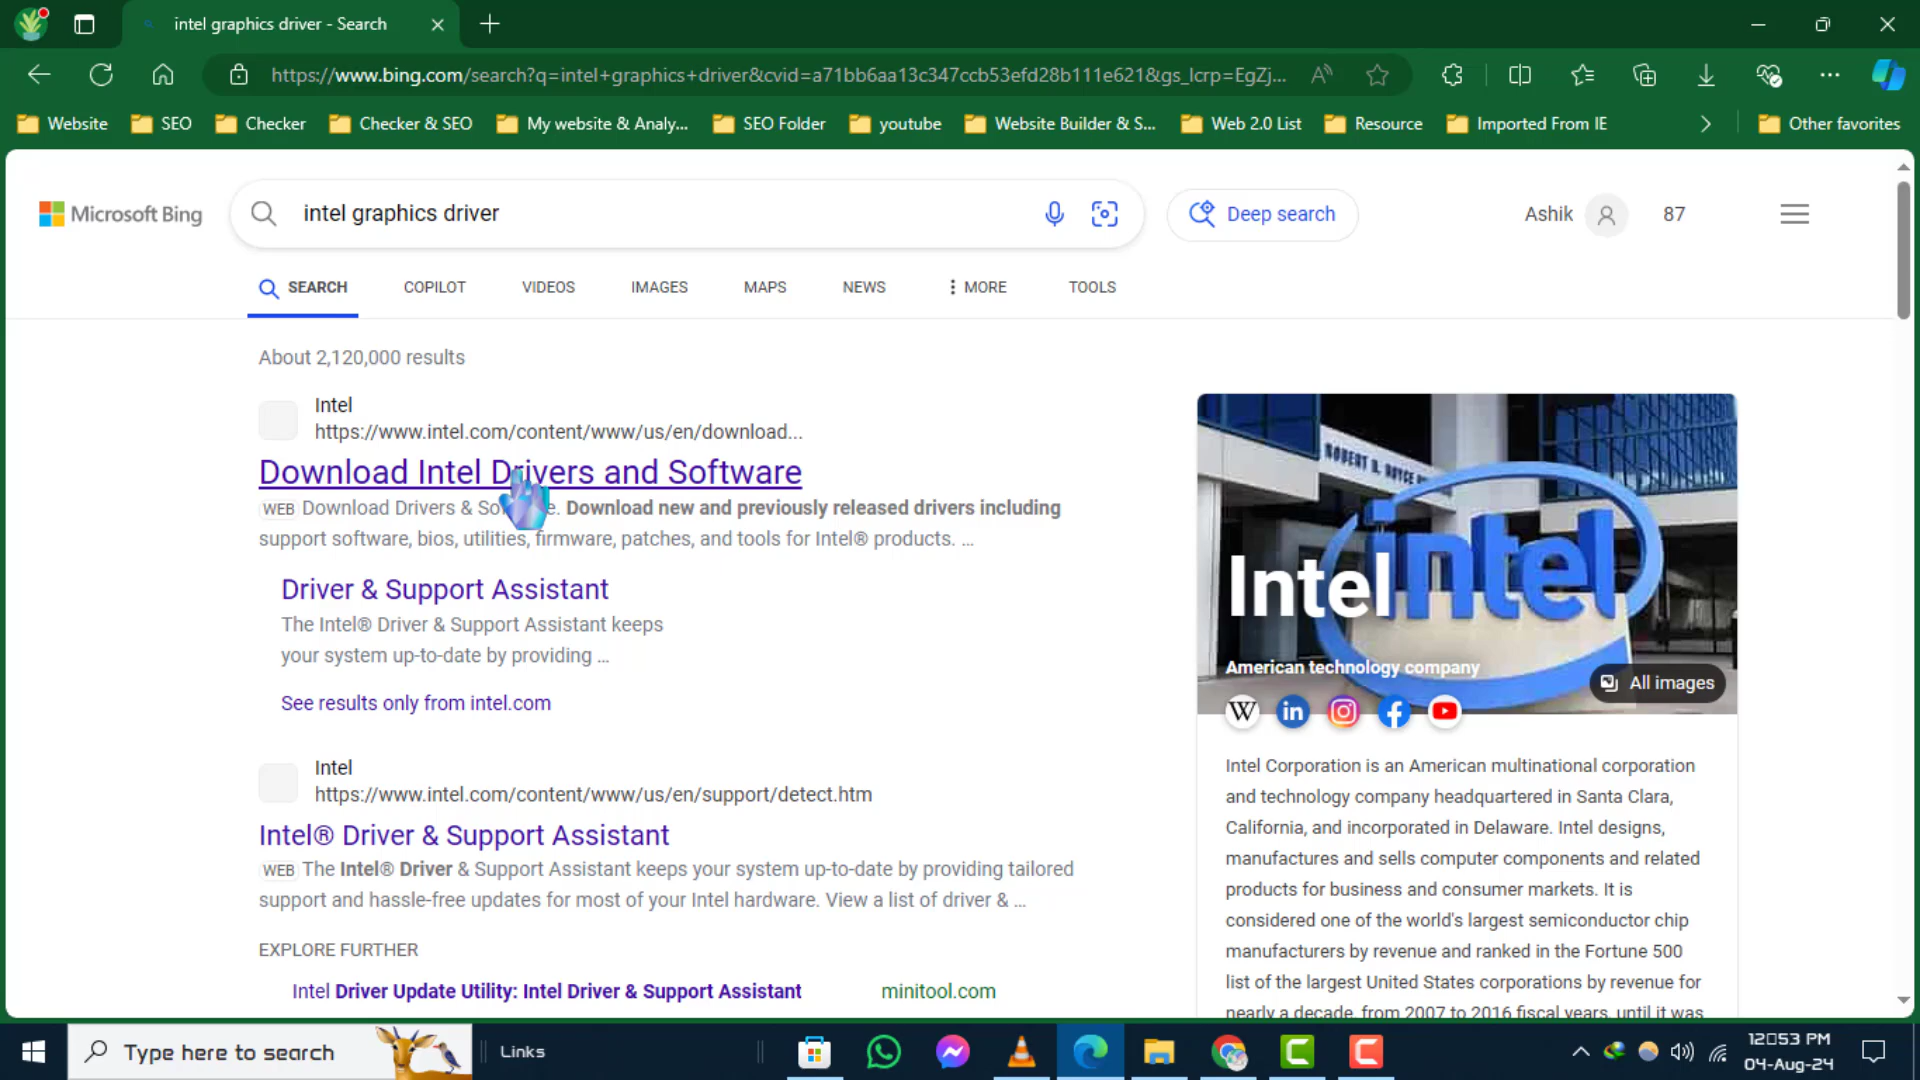 intel graphics driver - Search
https://www.bing.com/search?q=intel+graphics+driver&cvid=a71bb6aa13c347ccb53efd28b111e621&gs_lcrp=EgZj...
Website SEO Checker Checker & SEO My website & Analy... SEO Folder youtube Website Builder & S... Web 2.0 List Resource Imported From IE Other favorites
Microsoft Bing
intel graphics driver
Deep search
Ashik
87
SEARCH COPILOT VIDEOS IMAGES MAPS NEWS MORE TOOLS
About 2,120,000 results
Intel
https://www.intel.com/content/www/us/en/download...
Download Intel Drivers and Software
WEB Download Drivers & So e. Download new and previously released drivers including
support software, bios, utilities, firmware, patches, and tools for Intel® products. ...
Driver & Support Assistant
The Intel® Driver & Support Assistant keeps
your system up-to-date by providing ...
See results only from intel.com
Intel
https://www.intel.com/content/www/us/en/support/detect.htm
Intel® Driver & Support Assistant
WEB The Intel® Driver & Support Assistant keeps your system up-to-date by providing tailored
support and hassle-free updates for most of your Intel hardware. View a list of driver & ...
EXPLORE FURTHER
Intel Driver Update Utility: Intel Driver & Support Assistant minitool.com
intel
Intel
American technology company
All images
Intel Corporation is an American multinational corporation
and technology company headquartered in Santa Clara,
California, and incorporated in Delaware. Intel designs,
manufactures and sells computer components and related
products for business and consumer markets. It is
considered one of the world's largest semiconductor chip
manufacturers by revenue and ranked in the Fortune 500
list of the largest United States corporations by revenue for
nearly a decade, from 2007 to 2016 fiscal years, until it was
Type here to search
Links
12:53 PM
04-Aug-24